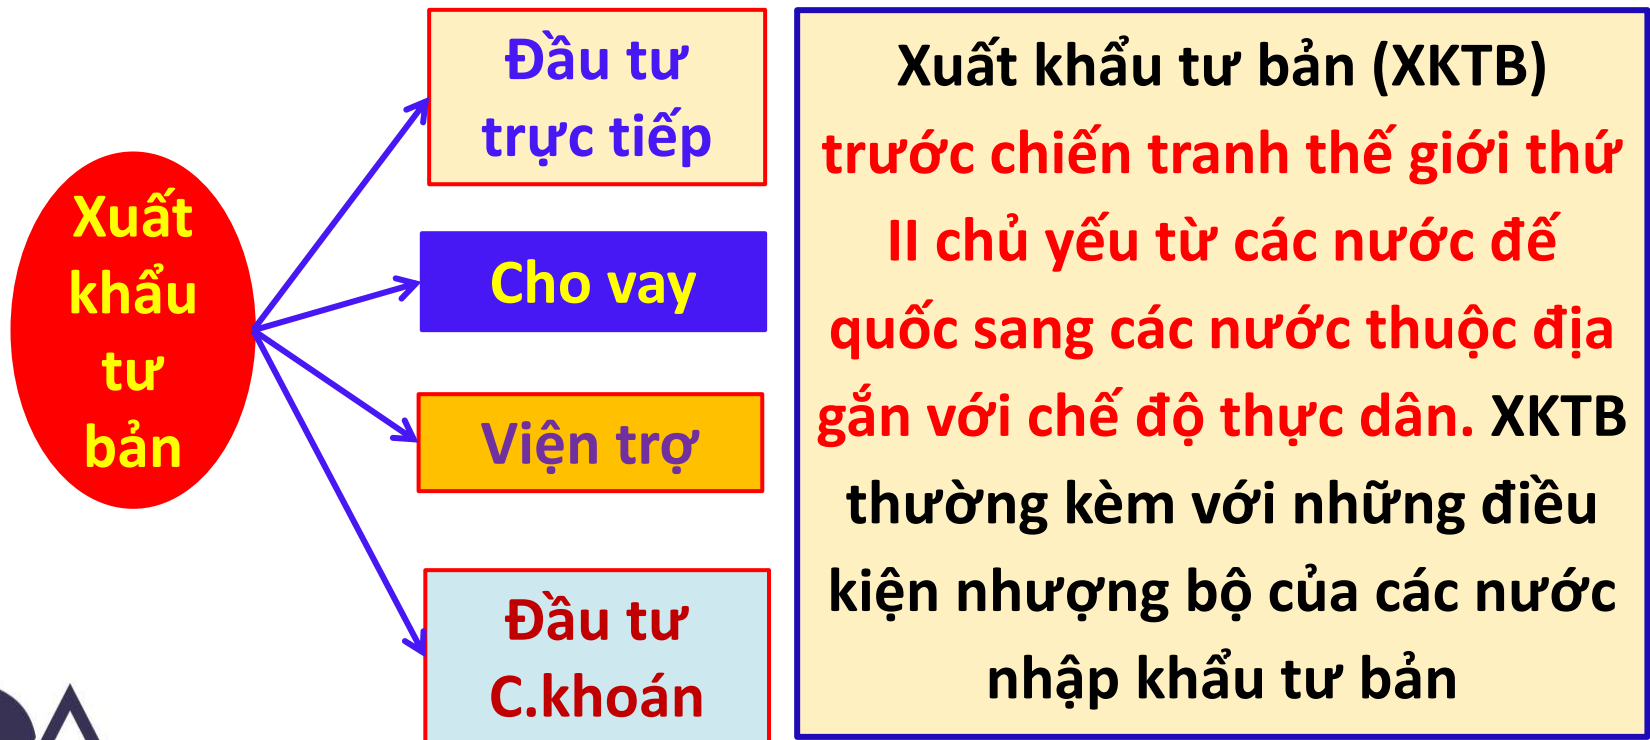 Xuất
khẩu
tư
bản
Đầu tư
trực tiếp
Cho vay
Viện trợ
Đầu tư
C.khoán
Xuất khẩu tư bản (XKTB)
trước chiến tranh thế giới thứ
II chủ yếu từ các nước đế
quốc sang các nước thuộc địa
gắn với chế độ thực dân. XKTB
thường kèm với những điều
kiện nhượng bộ của các nước
nhập khẩu tư bản